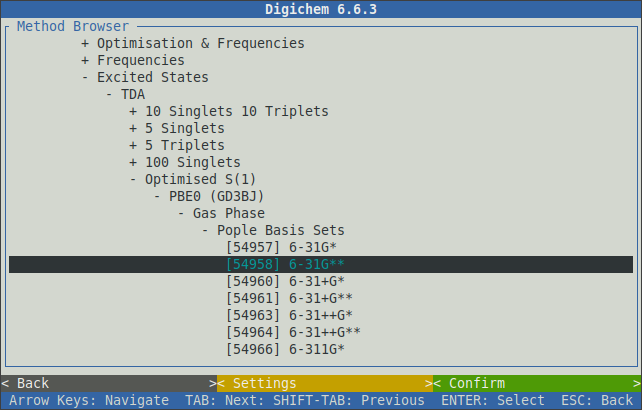 Digichem 6.6.3
Method Browser
+ Optimisation & Frequencies
+ Frequencies
- Excited States
- TDA
+ 10 Singlets 10 Triplets
+ 5 Singlets
+ 5 Triplets
+ 100 Singlets
- Optimised S(1)
- PBE0 (GD3BJ)
- Gas Phase
- Pople Basis Sets
[54957] 6-31G*
[54958] 6-31G**
[54960] 6-31+G*
[54961] 6-31+G**
[54963] 6-31++G*
[54964] 6-31++G**
[54966] 6-311G*
< Back >< Settings >< Confirm >
Arrow Keys: Navigate TAB: Next: SHIFT-TAB: Previous ENTER: Select ESC: Back